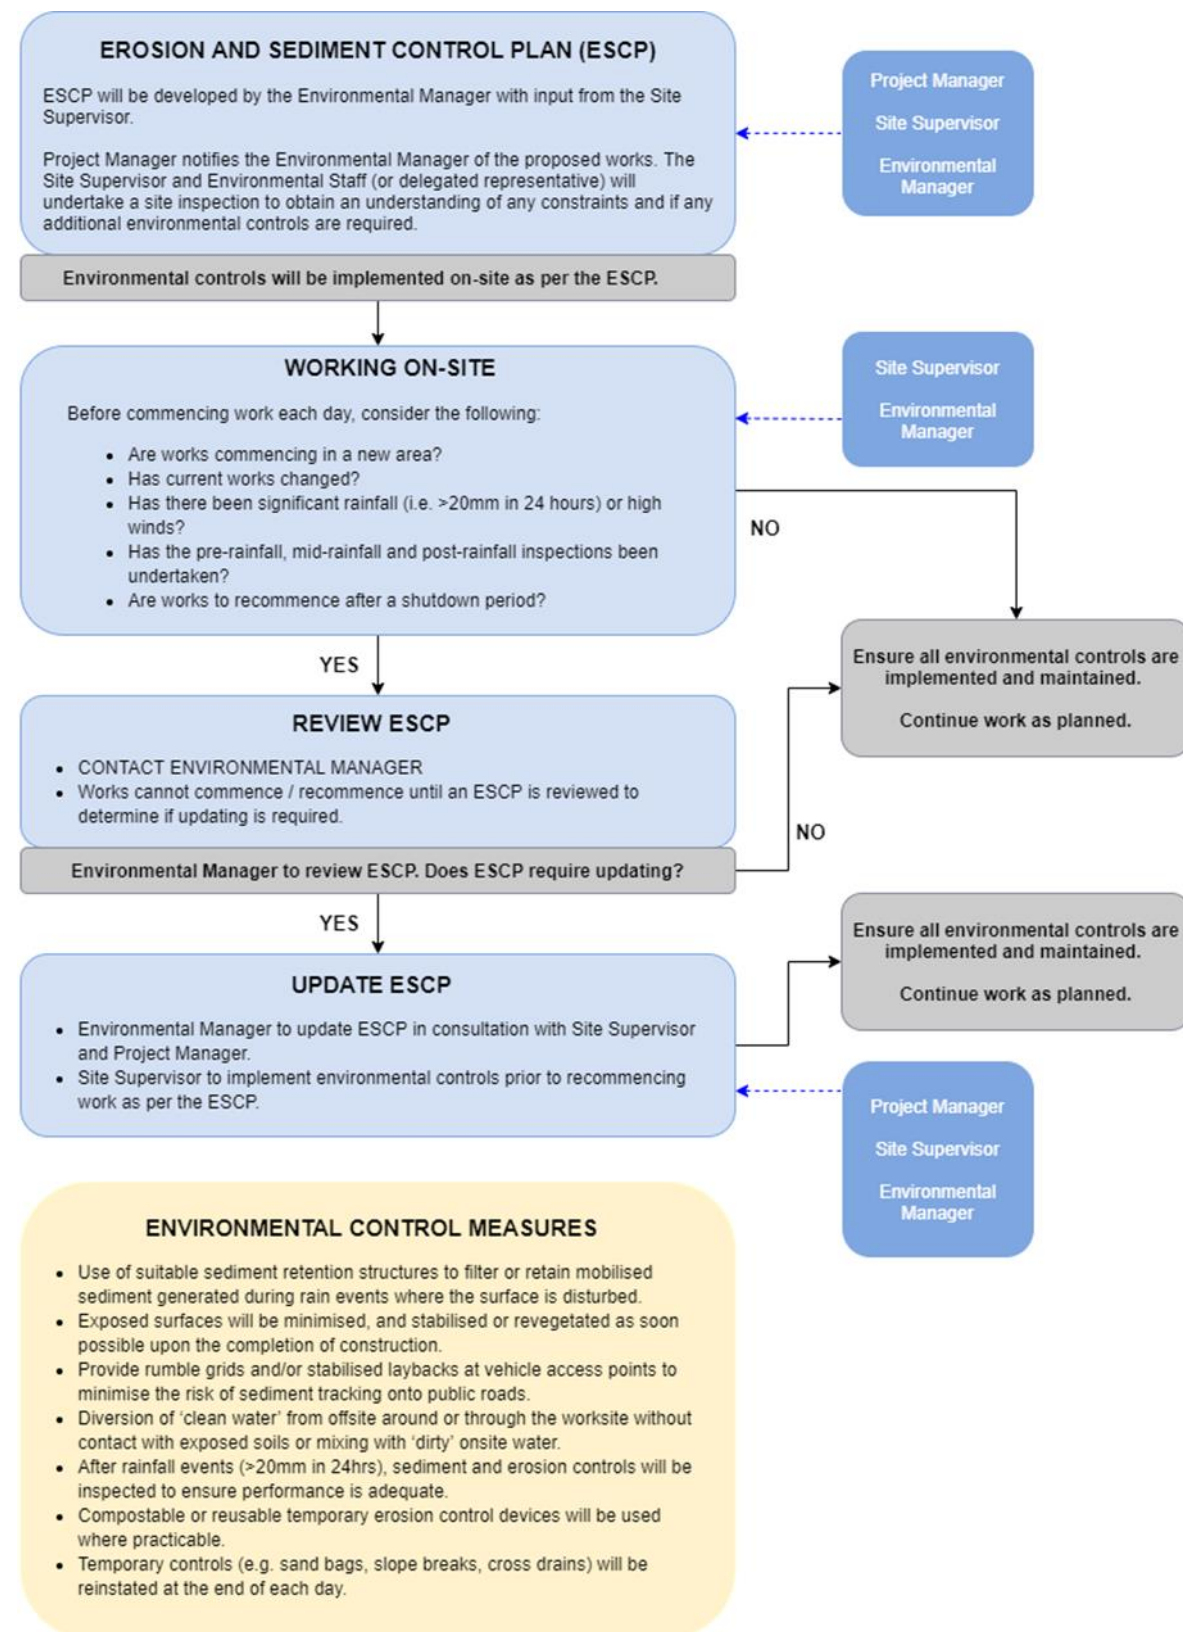 EROSION AND SEDIMENT CONTROL PLAN (ESCP)
ESCP will be developed by the Environmental Manager with input from the Site
Supervisor.
Project Manager notifies the Environmental Manager of the proposed works. The
Site Supervisor and Environmental Staff (or delegated representative) will
undertake a site inspection to obtain an understanding of any constraints and if any
additional environmental controls are required.
Project Manager
Site Supervisor
Environmental
Manager
Environmental controls will be implemented on-site as per the ESCP.
WORKING ON-SITE
Before commencing work each day, consider the following:
• Are works commencing in a new area?
• Has current works changed?
• Has there been significant rainfall (i.e. >20mm in 24 hours) or high
winds?
• Has the pre-rainfall, mid-rainfall and post-rainfall inspections been
undertaken?
• Are works to recommence after a shutdown period?
Site Supervisor
Environmental
Manager
NO
Ensure all environmental controls are
implemented and maintained.
Continue work as planned.
YES
REVIEW ESCP
• CONTACT ENVIRONMENTAL MANAGER
• Works cannot commence / recommence until an ESCP is reviewed to
determine if updating is required.
Environmental Manager to review ESCP. Does ESCP require updating?
NO
YES
Ensure all environmental controls are
implemented and maintained.
Continue work as planned.
UPDATE ESCP
• Environmental Manager to update ESCP in consultation with Site Supervisor
and Project Manager.
• Site Supervisor to implement environmental controls prior to recommencing
work as per the ESCP.
Project Manager
Site Supervisor
Environmental
Manager
ENVIRONMENTAL CONTROL MEASURES
• Use of suitable sediment retention structures to filter or retain mobilised
sediment generated during rain events where the surface is disturbed.
• Exposed surfaces will be minimised, and stabilised or revegetated as soon
possible upon the completion of construction.
• Provide rumble grids and/or stabilised laybacks at vehicle access points to
minimise the risk of sediment tracking onto public roads.
• Diversion of ‘clean water’ from offsite around or through the worksite without
contact with exposed soils or mixing with ‘dirty’ onsite water.
• After rainfall events (>20mm in 24hrs), sediment and erosion controls will be
inspected to ensure performance is adequate.
• Compostable or reusable temporary erosion control devices will be used
where practicable.
• Temporary controls (e.g. sand bags, slope breaks, cross drains) will be
reinstated at the end of each day.